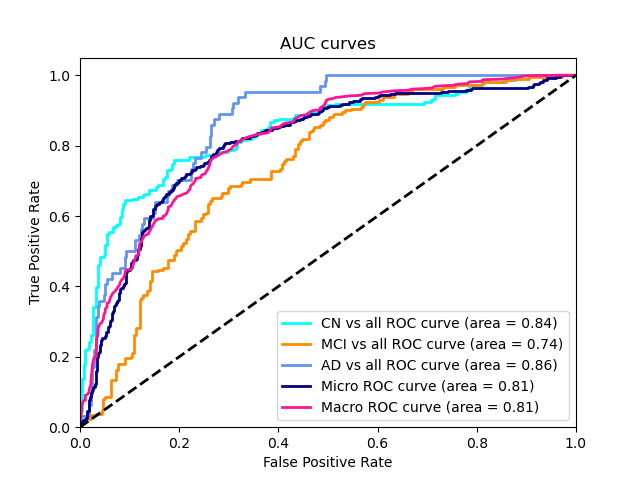 AUC curves
True Positive Rate
1.0
0.8
0.6
0.4
0.2
0.0
CN vs all ROC curve (area = 0.84)
MCI vs all ROC curve (area = 0.74)
AD vs all ROC curve (area = 0.86)
Micro ROC curve (area = 0.81)
Macro ROC curve (area = 0.81)
0.0 0.2 0.4 0.6 0.8 1.0
False Positive Rate